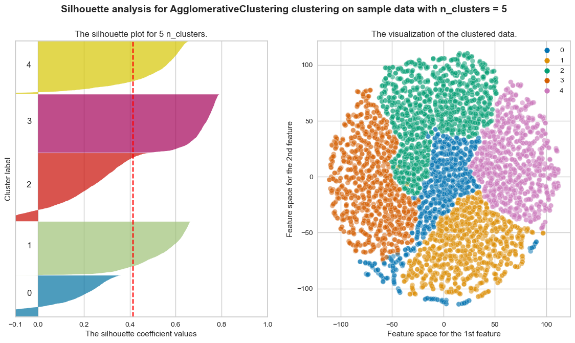 Silhouette analysis for AgglomerativeClustering clustering on sample data with n_clusters = 5
The silhouette plot for 5 n_clusters.
Cluster label
4
3
2
1
0
−0.1 0.0 0.2 0.4 0.6 0.8 1.0
The silhouette coefficient values
The visualization of the clustered data.
Feature space for the 2nd feature
100
50
0
−50
−100
0
1
2
3
4
−100 −50 0 50 100
Feature space for the 1st feature